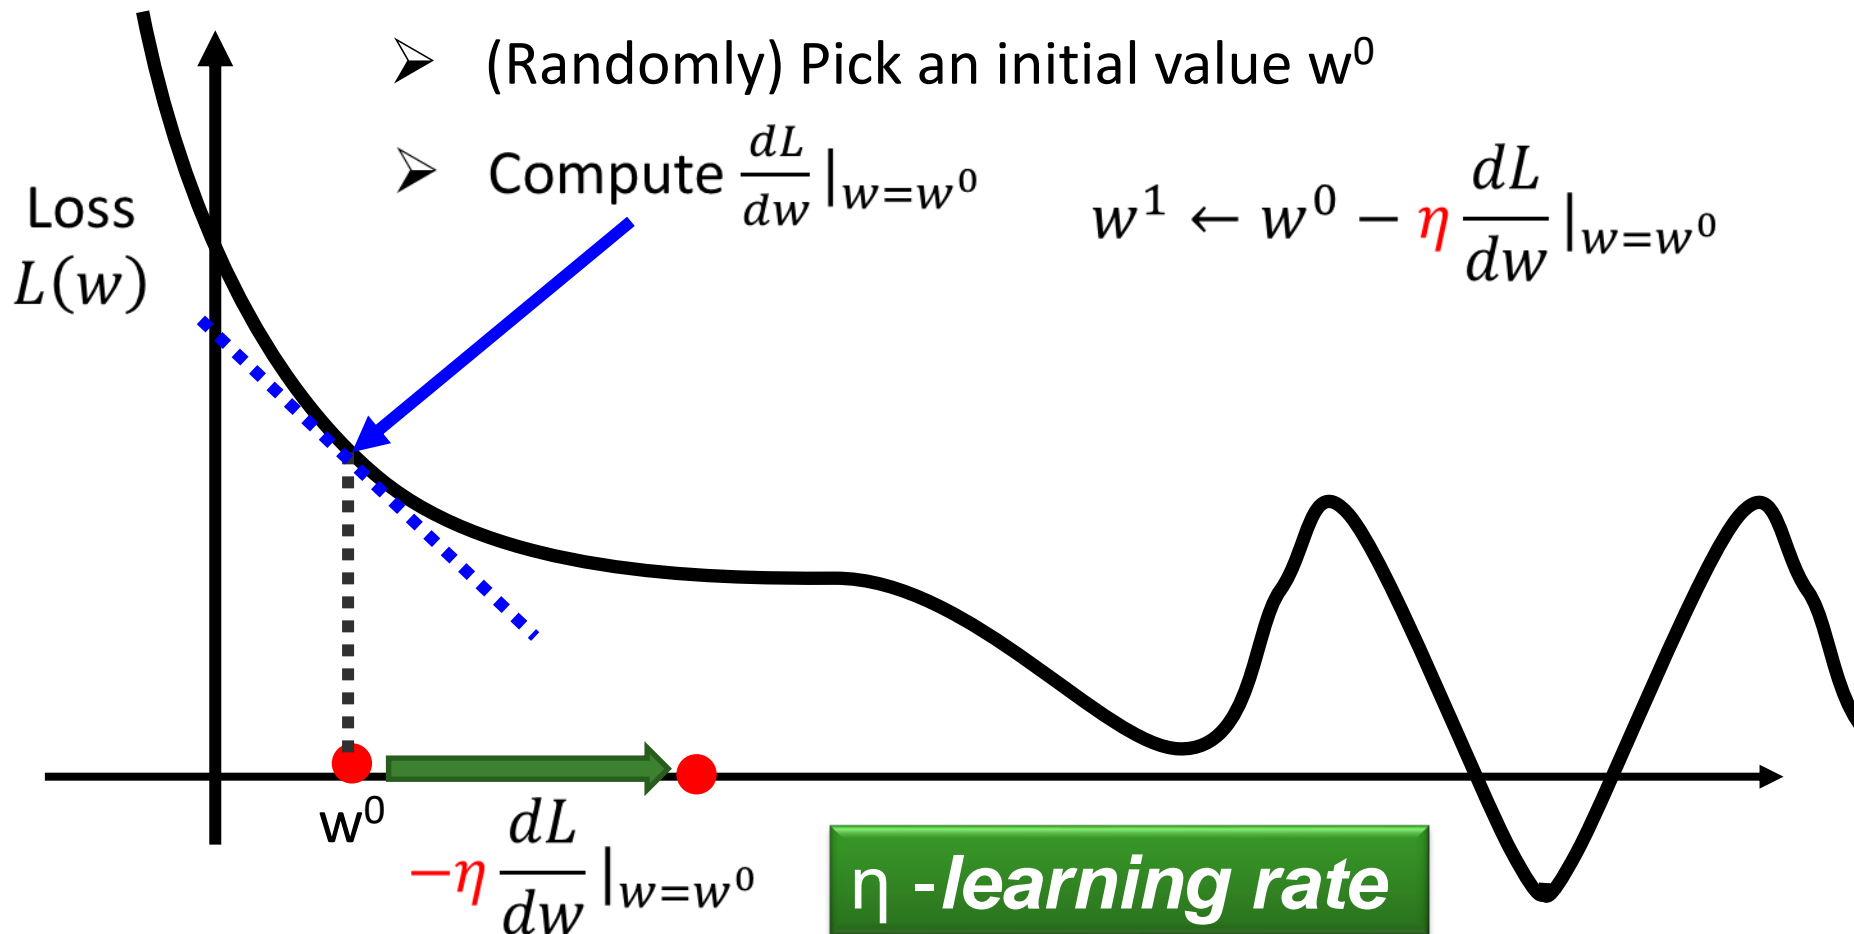 ➢ (Randomly) Pick an initial value w⁰
➢ Compute dL/dw |w=w⁰
w¹ ← w⁰ − η dL/dw |w=w⁰
Loss
L(w)
w⁰
−η dL/dw |w=w⁰
η -learning rate